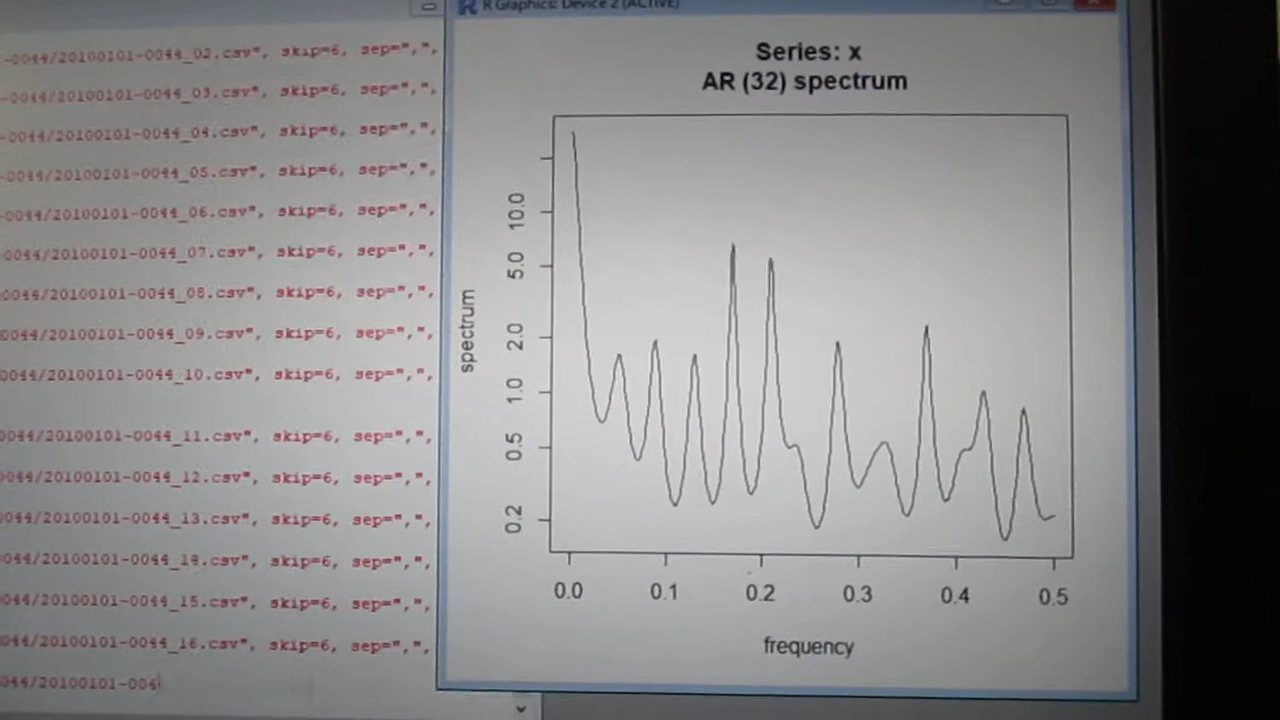 -0044/20100101-0044_02.csv", skip=6, sep=",",
-0044/20100101-0044_03.csv", skip=6, sep=",",
-0044/20100101-0044_04.csv", skip=6, sep=",",
-0044/20100101-0044_05.csv", skip=6, sep=",",
-0044/20100101-0044_06.csv", skip=6, sep=",",
-0044/20100101-0044_07.csv", skip=6, sep=",",
0044/20100101-0044_08.csv", skip=6, sep=",",
0044/20100101-0044_09.csv", skip=6, sep=",",
0044/20100101-0044_10.csv", skip=6, sep=",",
0044/20100101-0044_11.csv", skip=6, sep=",",
0044/20100101-0044_12.csv", skip=6, sep=",",
0044/20100101-0044_13.csv", skip=6, sep=",",
044/20100101-0044_14.csv", skip=6, sep=",",
044/20100101-0044_15.csv", skip=6, sep=",",
044/20100101-0044_16.csv", skip=6, sep=",",
044/20100101-004
R Graphics: Device 2 (ACTIVE)
Series: x
AR (32) spectrum
spectrum
10.0
5.0
2.0
1.0
0.5
0.2
0.0 0.1 0.2 0.3 0.4 0.5
frequency